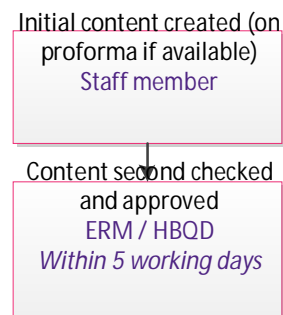 Initial content created (on
proforma if available)
Staff member
Content second checked
and approved
ERM / HBQD
Within 5 working days